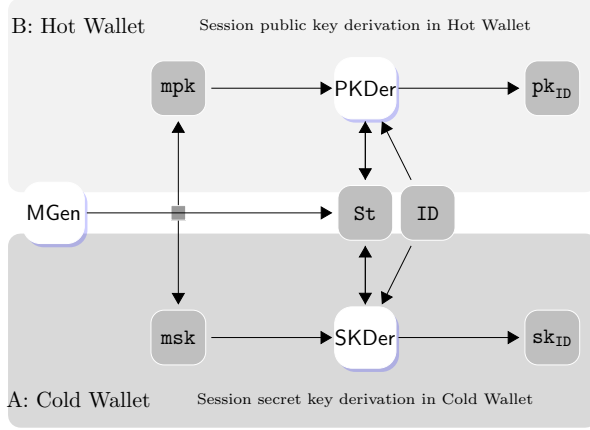 B: Hot Wallet
Session public key derivation in Hot Wallet
mpk
PKDer
pk_ID
MGen
St
ID
msk
SKDer
sk_ID
A: Cold Wallet
Session secret key derivation in Cold Wallet